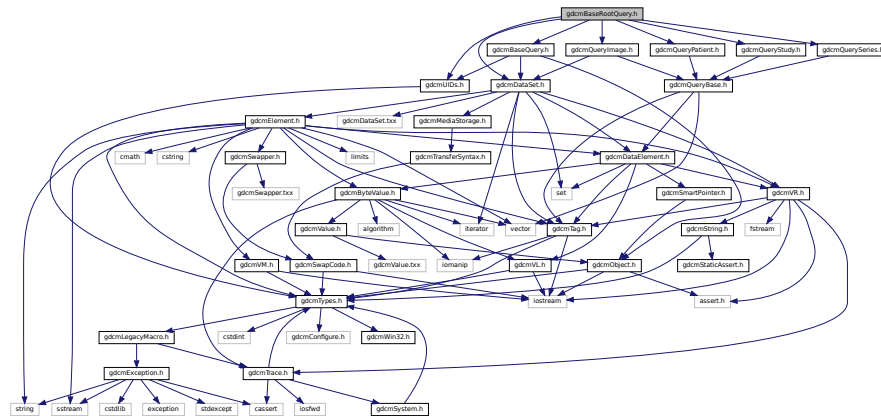 gdcmBaseRootQuery.h
gdcmBaseQuery.h
gdcmQueryImage.h
gdcmQueryPatient.h
gdcmQueryStudy.h
gdcmQuerySeries.h
gdcmUIDs.h
gdcmDataSet.h
gdcmQueryBase.h
gdcmElement.h
gdcmDataSet.txx
gdcmMediaStorage.h
cmath
cstring
gdcmSwapper.h
limits
gdcmTransferSyntax.h
gdcmDataElement.h
gdcmSwapper.txx
gdcmByteValue.h
set
gdcmSmartPointer.h
gdcmVR.h
gdcmValue.h
algorithm
iterator
vector
gdcmTag.h
gdcmString.h
fstream
gdcmVM.h
gdcmSwapCode.h
gdcmValue.txx
iomanip
gdcmVL.h
gdcmObject.h
gdcmStaticAssert.h
gdcmTypes.h
iostream
assert.h
gdcmLegacyMacro.h
cstdint
gdcmConfigure.h
gdcmWin32.h
gdcmException.h
gdcmTrace.h
string
sstream
cstdlib
exception
stdexcept
cassert
iosfwd
gdcmSystem.h